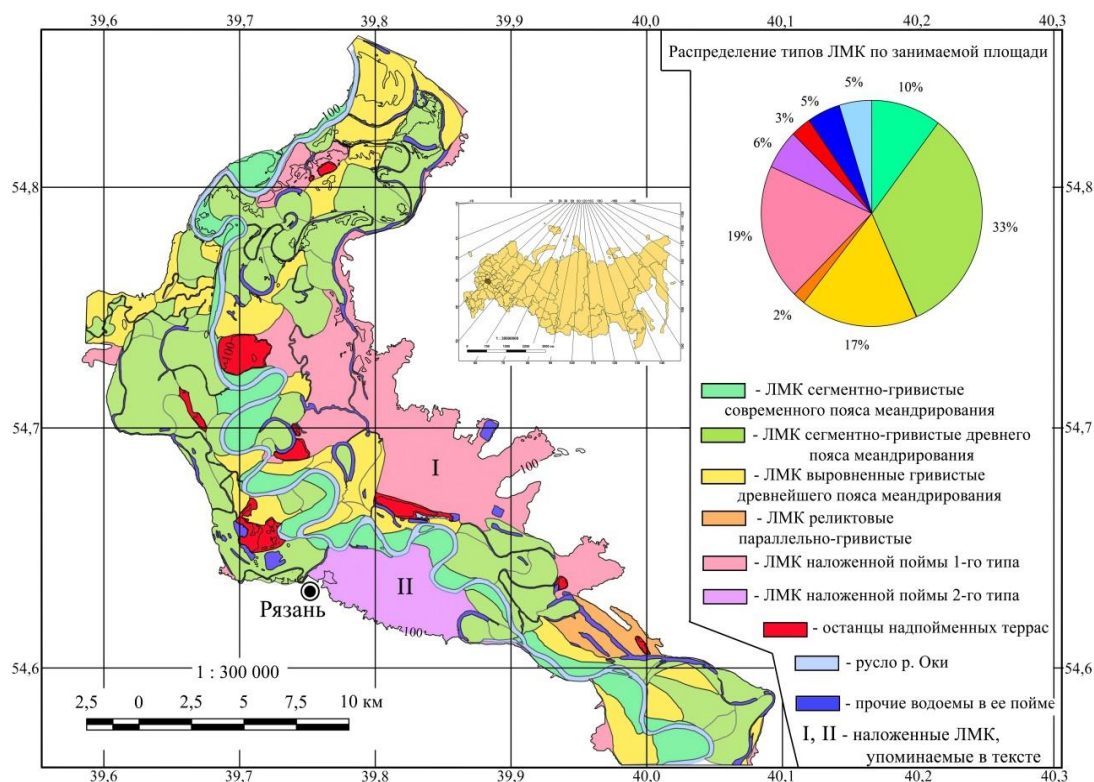 39,7 39,8 39,9 40,0 40,1 40,2 40,3
Распределение типов ЛМК по занимаемой площади
5% 10%
5%
3%
6%
33%
19%
2%
17%
54,8 54,8
54,7 54,7
54,6 54,6
100
100
100
100
I
II
Рязань
1 : 300 000
2,5 0 2,5 5 7,5 10 км
- ЛМК сегментно-гривистые
современного пояса меандрирования
- ЛМК сегментно-гривистые древнего
пояса меандрирования
- ЛМК выровненные гривистые
древнейшего пояса меандрирования
- ЛМК реликтовые
параллельно-гривистые
- ЛМК наложенной поймы 1-го типа
- ЛМК наложенной поймы 2-го типа
- останцы надпойменных террас
- русло р. Оки
- прочие водоемы в ее пойме
I, II - наложенные ЛМК,
упоминаемые в тексте
39,6 39,7 39,8 39,9 40,0 40,1 40,2 40,3